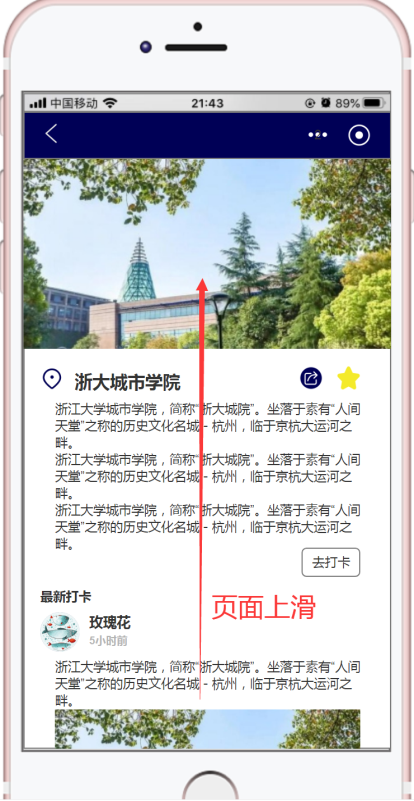 中国移动 21:43 89%
浙大城市学院
浙江大学城市学院，简称“浙大城院”。坐落于素有“人间
天堂”之称的历史文化名城 - 杭州，临于京杭大运河之
畔。
浙江大学城市学院，简称“浙大城院”。坐落于素有“人间
天堂”之称的历史文化名城 - 杭州，临于京杭大运河之
畔。
浙江大学城市学院，简称“浙大城院”。坐落于素有“人间
天堂”之称的历史文化名城 - 杭州，临于京杭大运河之
畔。
去打卡
最新打卡
玫瑰花
5小时前
页面上滑
浙江大学城市学院，简称“浙大城院”。坐落于素有“人间
天堂”之称的历史文化名城 - 杭州，临于京杭大运河之
畔。